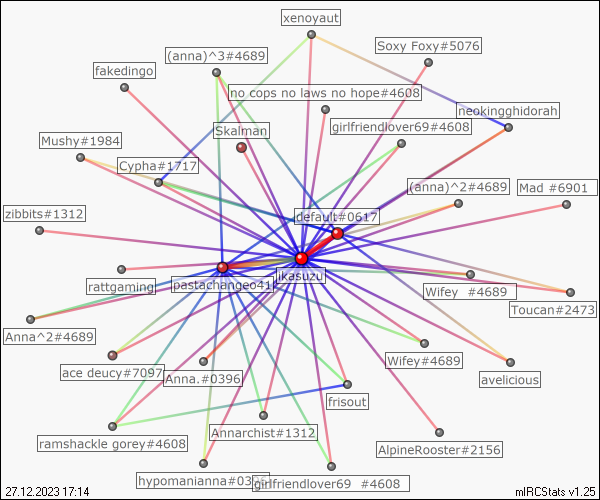 xenoyaut
Soxy Foxy#5076
(anna)^3#4689
fakedingo
no cops no laws no hope#4608
neokingghidorah
girlfriendlover69#4608
Skalman
Mushy#1984
Cypha#1717
(anna)^2#4689
Mad  #6901
zibbits#1312
default#0617
rattgaming
pastachangeo41
jikasuzu
Wifey  #4689
Toucan#2473
Anna^2#4689
Wifey#4689
ace deucy#7097
Anna.#0396
avelicious
frisout
ramshackle gorey#4608
Annarchist#1312
AlpineRooster#2156
hypomanianna#0395
girlfriendlover69  #4608
27.12.2023 17:14
mIRCStats v1.25